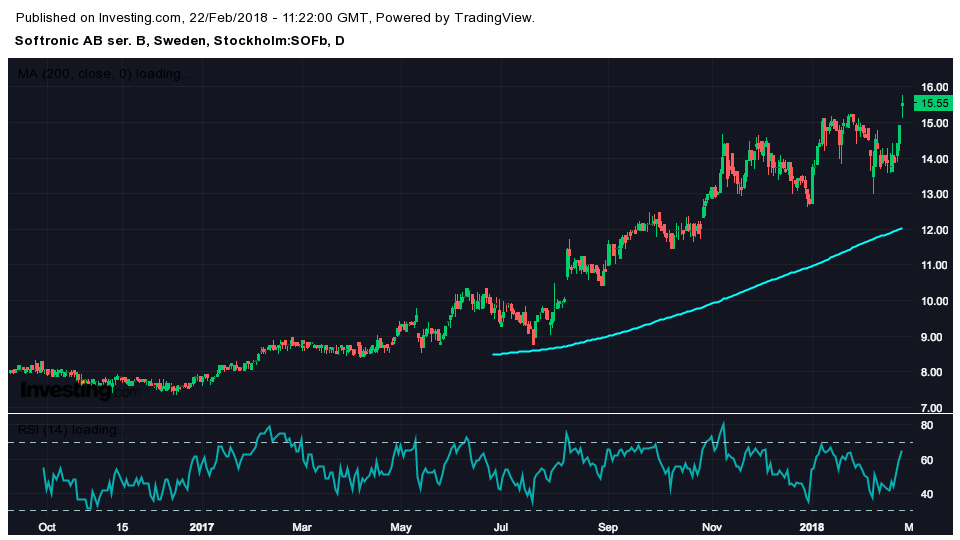 Published on Investing.com, 22/Feb/2018 - 11:22:00 GMT, Powered by TradingView.
Softronic AB ser. B, Sweden, Stockholm:SOFb, D
MA (200, close, 0) loading...
16.00
15.55
15.00
14.00
13.00
12.00
11.00
10.00
9.00
8.00
Investing.com
7.00
RSI (14) loading...
80
60
40
Oct 15 2017 Mar May Jul Sep Nov 2018 M